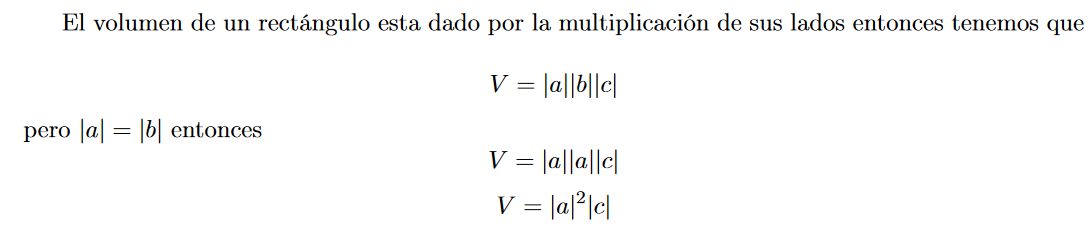 El volumen de un rectángulo esta dado por la multiplicación de sus lados entonces tenemos que
V = |a||b||c|
pero |a| = |b| entonces
V = |a||a||c|
V = |a|²|c|